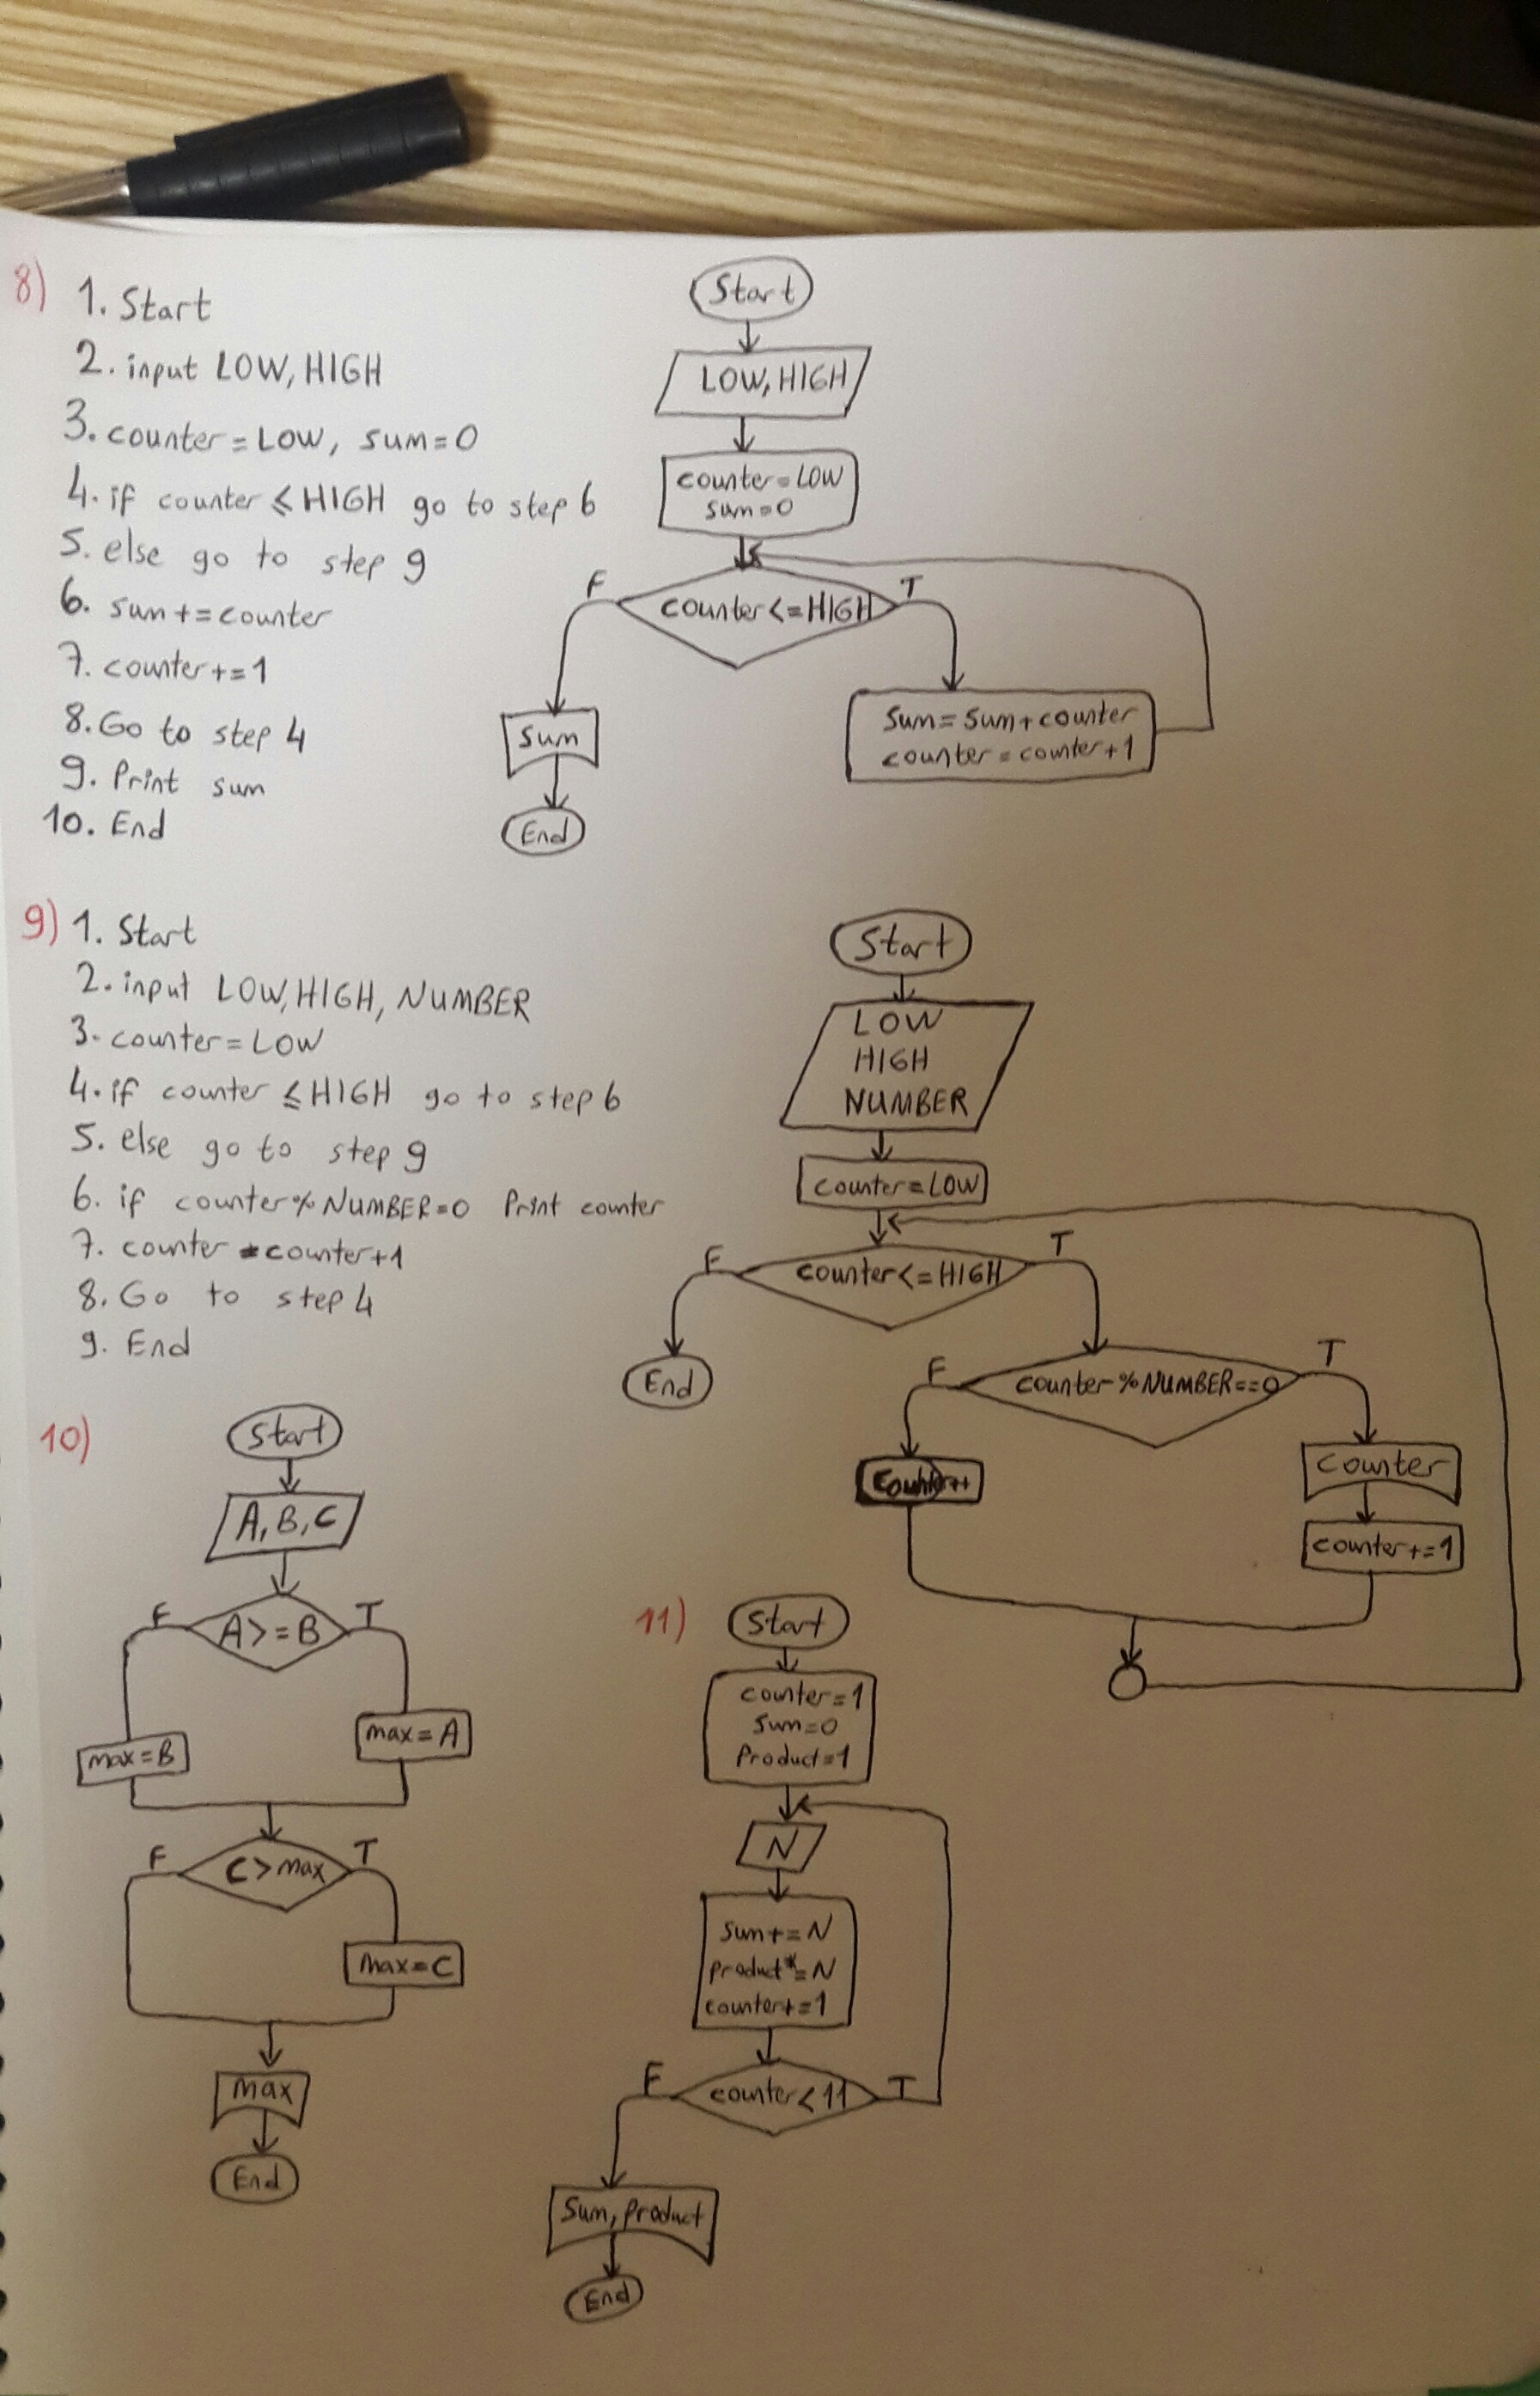 8)
1. Start
2. input LOW, HIGH
3. counter = LOW, sum = 0
4. if counter ≤ HIGH go to step 6
5. else go to step 9
6. sum += counter
7. counter += 1
8. Go to step 4
9. Print sum
10. End
Start
LOW, HIGH
counter = LOW
sum = 0
counter <= HIGH
F
T
sum
End
Sum = sum + counter
counter = counter + 1
9)
1. Start
2. input LOW, HIGH, NUMBER
3. counter = LOW
4. if counter ≤ HIGH go to step 6
5. else go to step 9
6. if counter % NUMBER = 0 Print counter
7. counter = counter + 1
8. Go to step 4
9. End
Start
LOW
HIGH
NUMBER
counter = LOW
counter <= HIGH
F
T
End
counter % NUMBER == 0
F
T
Counter++
Counter
counter += 1
10)
Start
A, B, C
A >= B
F
T
max = B
max = A
C > max
F
T
max = C
max
End
11)
Start
counter = 1
sum = 0
Product = 1
N
sum += N
product *= N
counter += 1
counter < 11
F
T
Sum, product
End